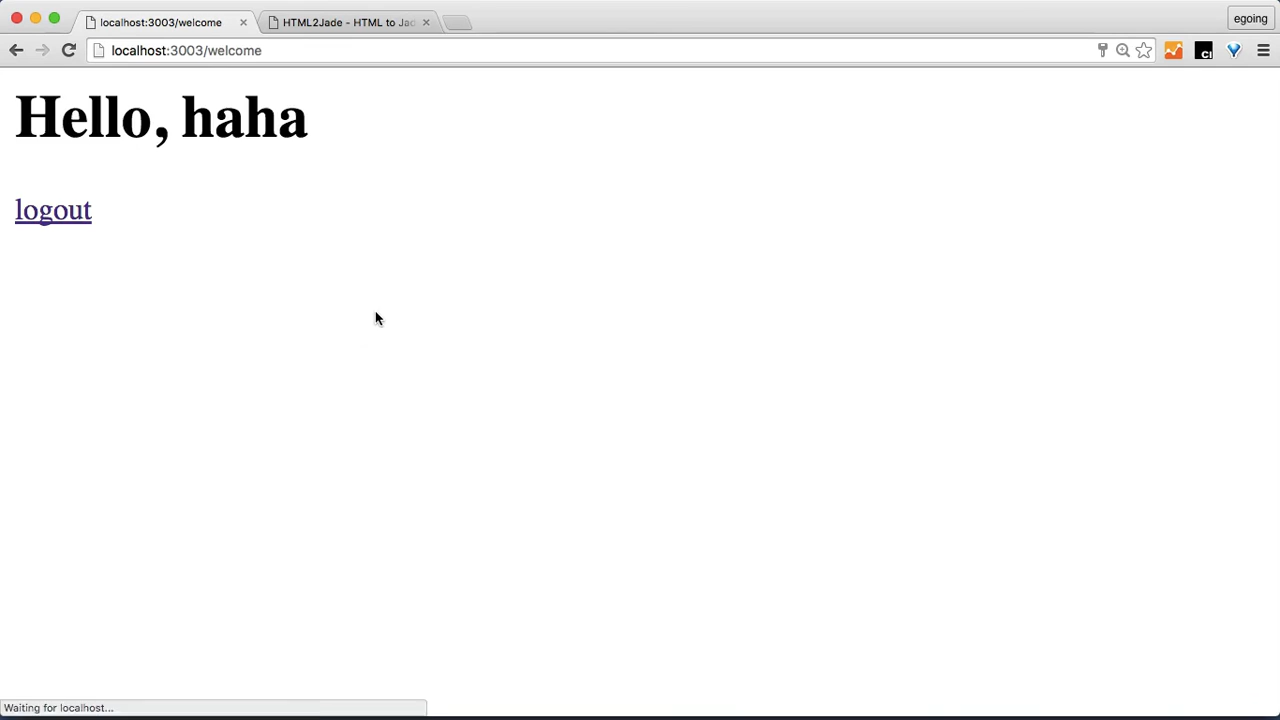 localhost:3003/welcome
HTML2Jade - HTML to Jad
egoing
localhost:3003/welcome
Hello, haha
logout
Waiting for localhost...